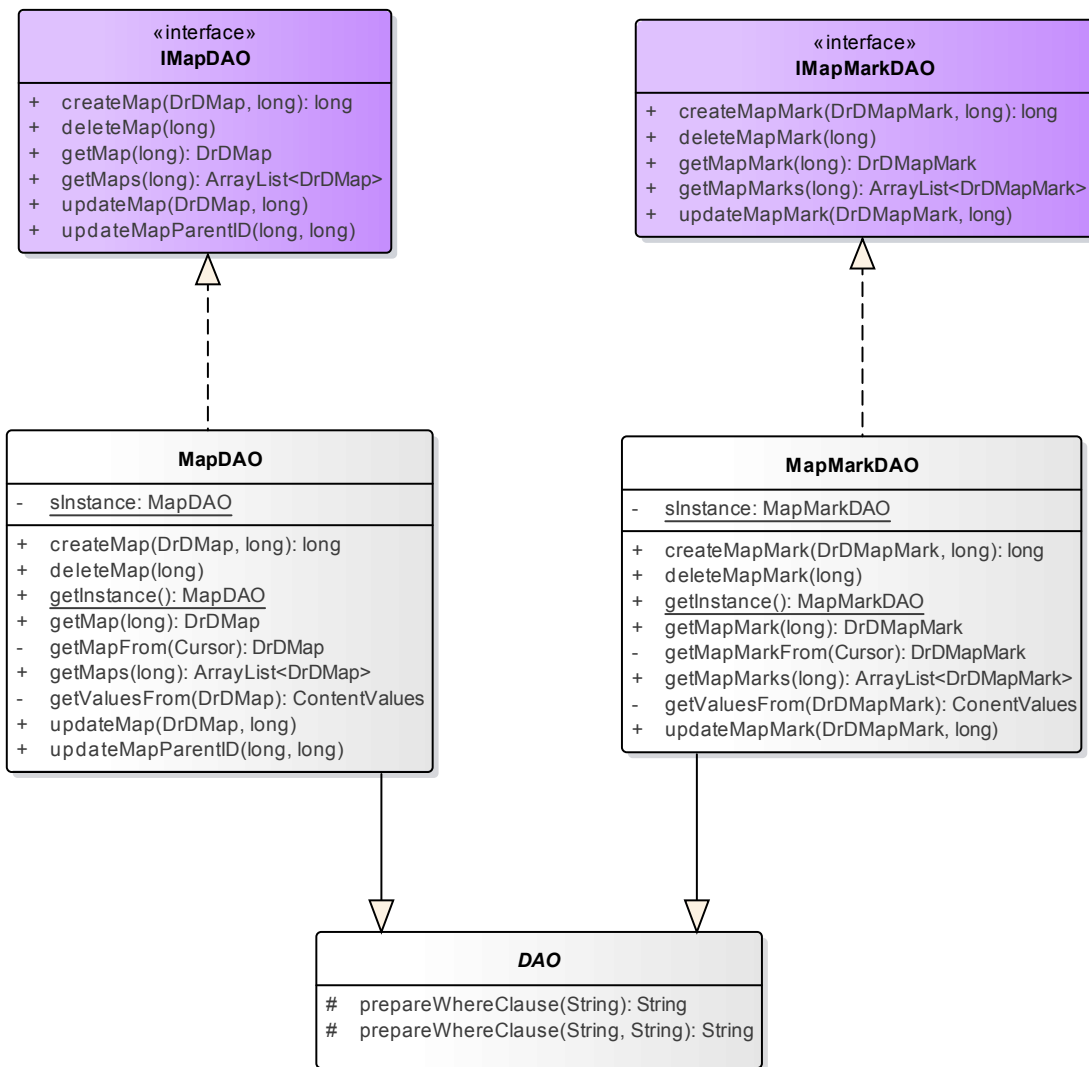 «interface»
IMapDAO
+ createMap(DrDMap, long): long
+ deleteMap(long)
+ getMap(long): DrDMap
+ getMaps(long): ArrayList<DrDMap>
+ updateMap(DrDMap, long)
+ updateMapParentID(long, long)
«interface»
IMapMarkDAO
+ createMapMark(DrDMapMark, long): long
+ deleteMapMark(long)
+ getMapMark(long): DrDMapMark
+ getMapMarks(long): ArrayList<DrDMapMark>
+ updateMapMark(DrDMapMark, long)
MapDAO
- sInstance: MapDAO
+ createMap(DrDMap, long): long
+ deleteMap(long)
+ getInstance(): MapDAO
+ getMap(long): DrDMap
- getMapFrom(Cursor): DrDMap
+ getMaps(long): ArrayList<DrDMap>
- getValuesFrom(DrDMap): ContentValues
+ updateMap(DrDMap, long)
+ updateMapParentID(long, long)
MapMarkDAO
- sInstance: MapMarkDAO
+ createMapMark(DrDMapMark, long): long
+ deleteMapMark(long)
+ getInstance(): MapMarkDAO
+ getMapMark(long): DrDMapMark
- getMapMarkFrom(Cursor): DrDMapMark
+ getMapMarks(long): ArrayList<DrDMapMark>
- getValuesFrom(DrDMapMark): ConentValues
+ updateMapMark(DrDMapMark, long)
DAO
# prepareWhereClause(String): String
# prepareWhereClause(String, String): String